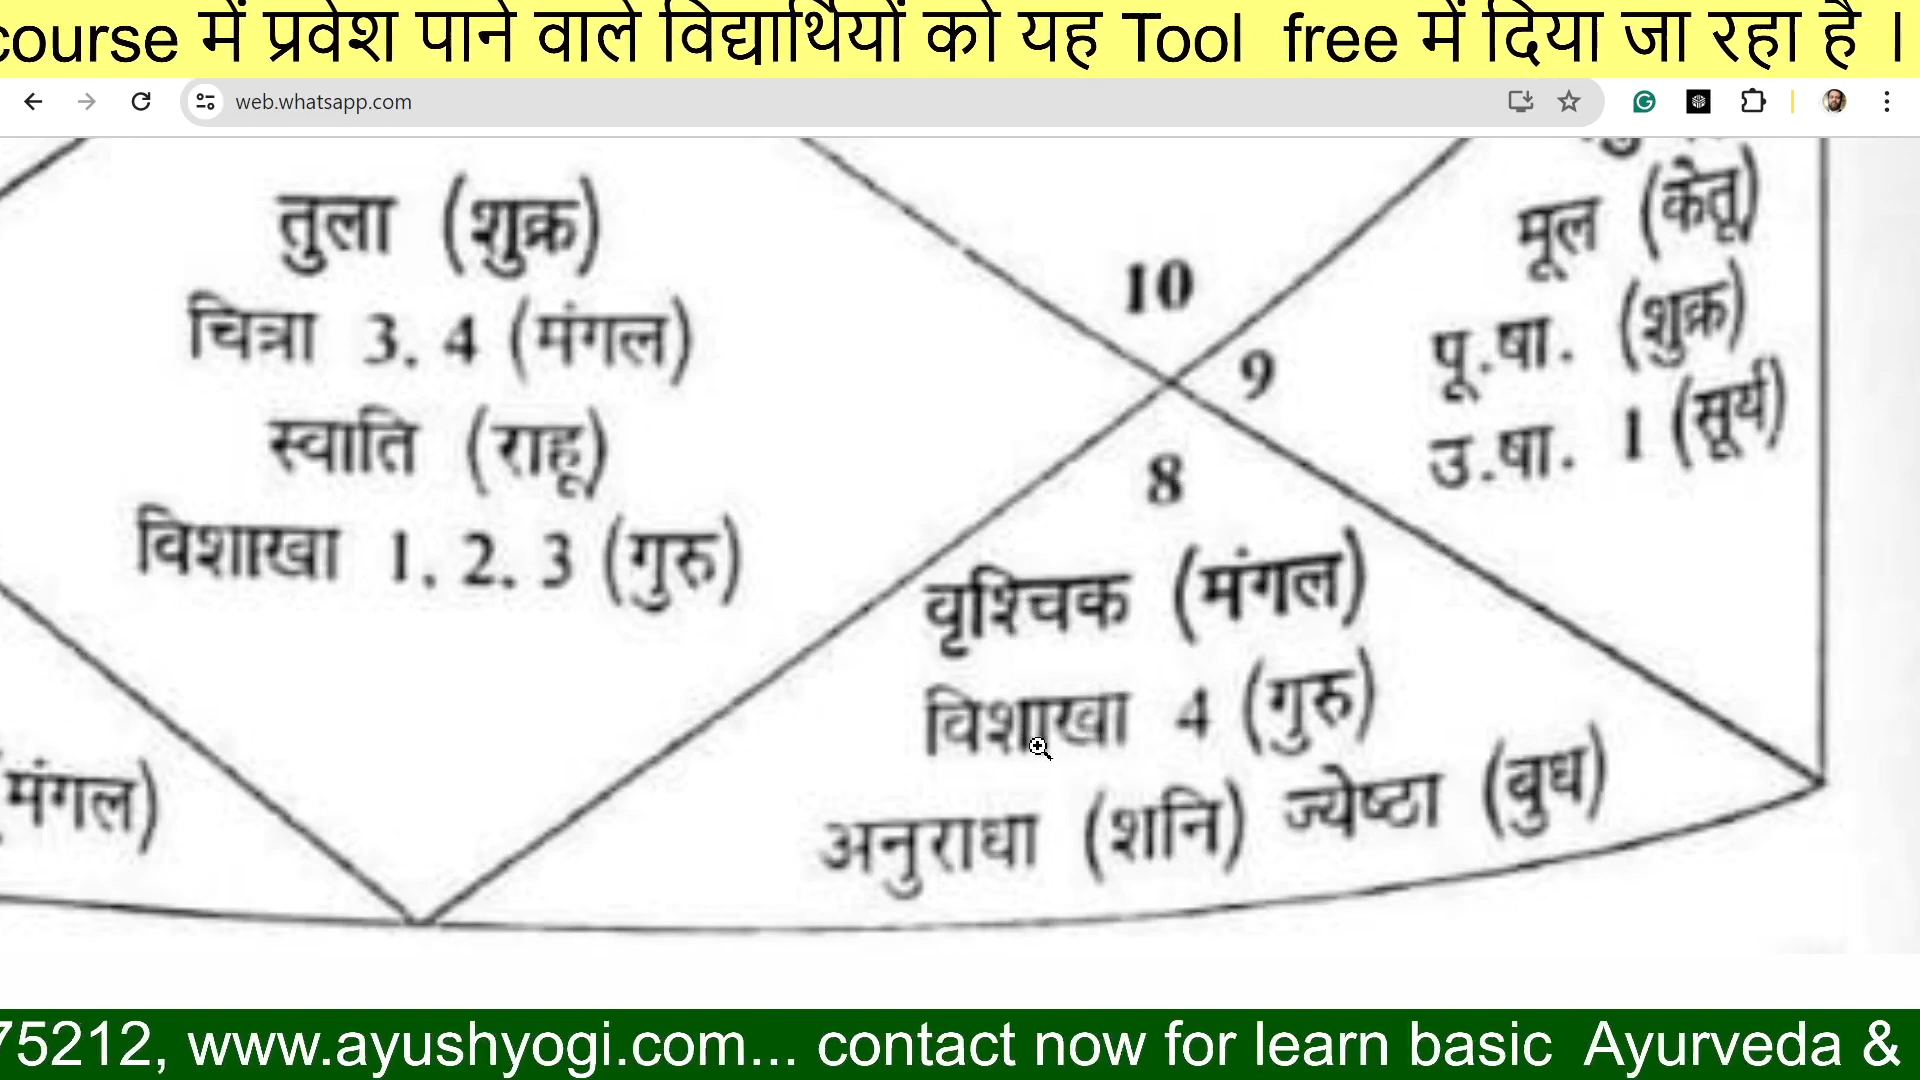 course में प्रवेश पाने वाले विद्यार्थियों को यह Tool free में दिया जा रहा है ।
web.whatsapp.com
तुला (शुक्र)
चित्रा 3, 4 (मंगल)
स्वाति (राहू)
विशाखा 1, 2, 3 (गुरु)
10
9
8
मूल (केतू)
पू.षा. (शुक्र)
उ.षा. 1 (सूर्य)
वृश्चिक (मंगल)
विशाखा 4 (गुरु)
अनुराधा (शनि) ज्येष्ठा (बुध)
(मंगल)
75212, www.ayushyogi.com... contact now for learn basic Ayurveda &